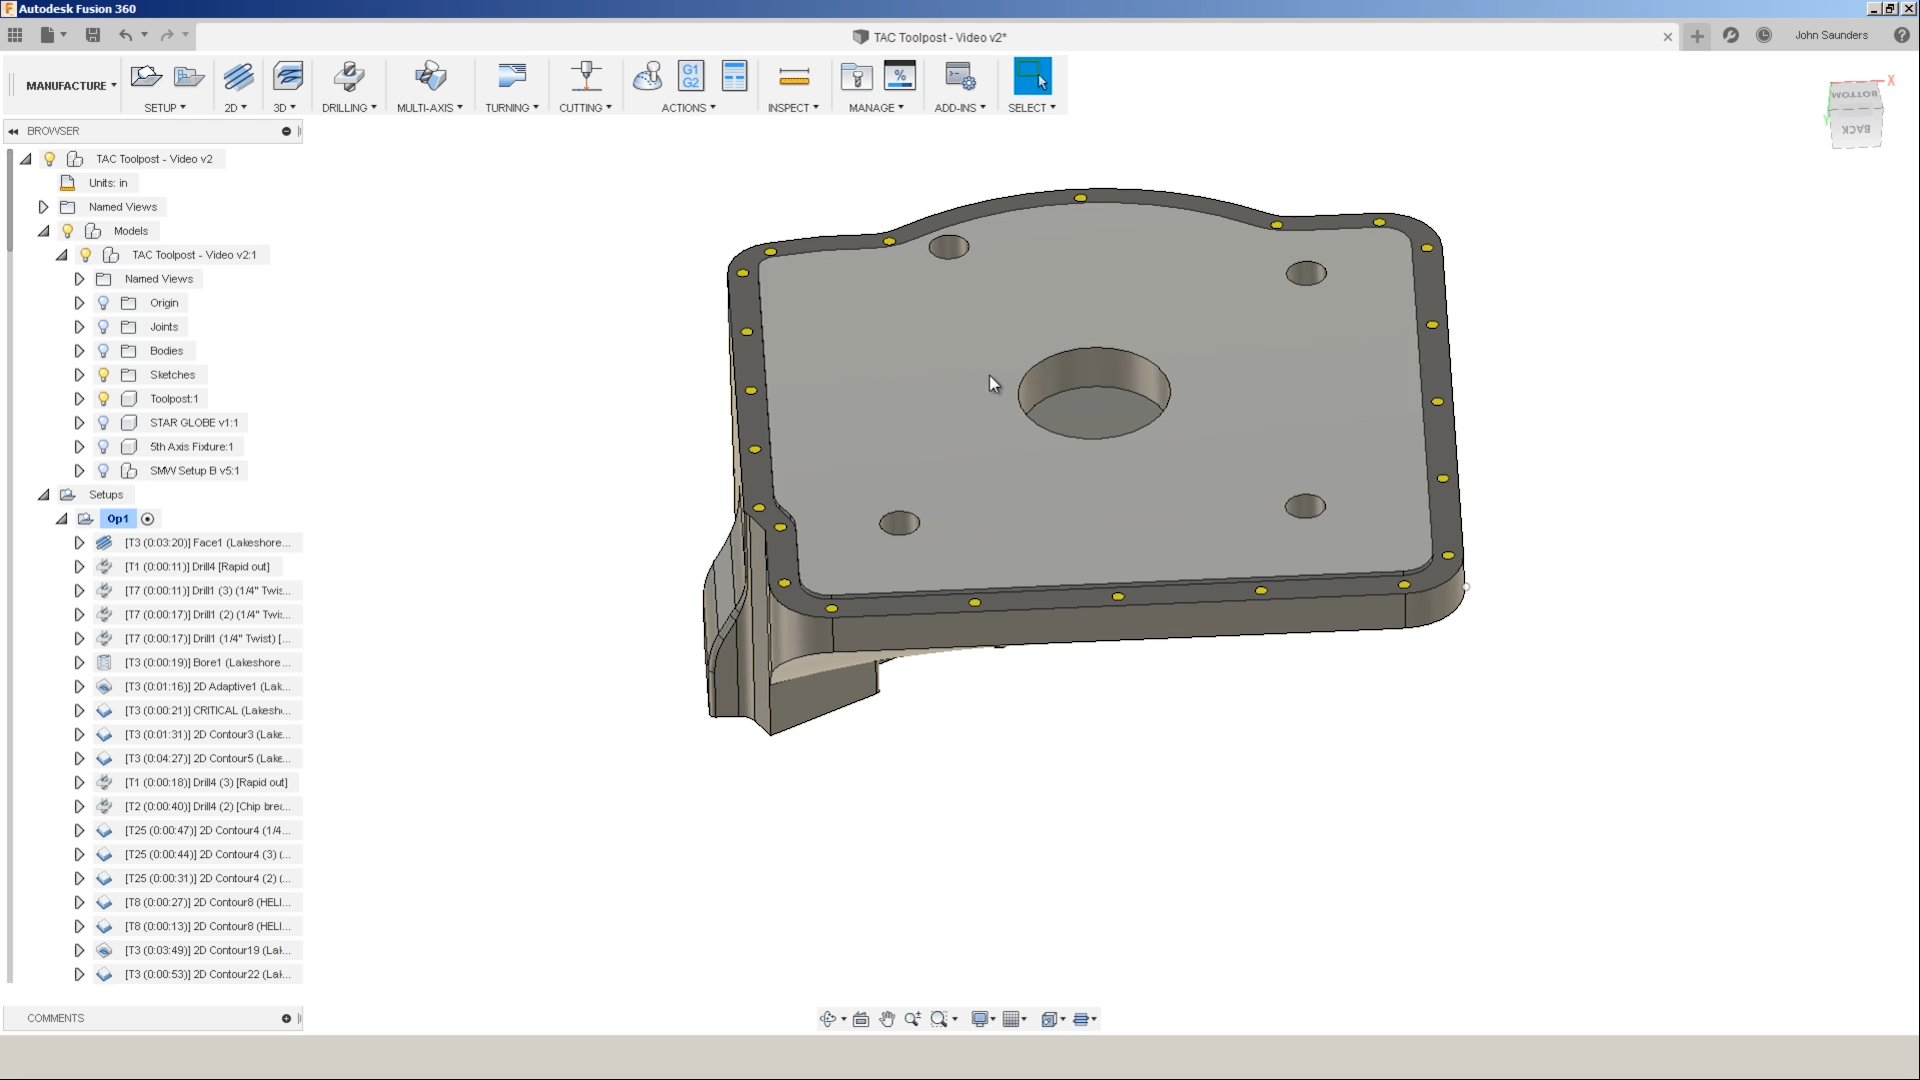 Autodesk Fusion 360
TAC Toolpost - Video v2*
John Saunders
MANUFACTURE
G1
G2
%
SETUP
2D
3D
DRILLING
MULTI-AXIS
TURNING
CUTTING
ACTIONS
INSPECT
MANAGE
ADD-INS
SELECT
X
BOTTOM
BACK
Y
BROWSER
TAC Toolpost - Video v2
Units: in
Named Views
Models
TAC Toolpost - Video v2:1
Named Views
Origin
Joints
Bodies
Sketches
Toolpost:1
STAR GLOBE v1:1
5th Axis Fixture:1
SMW Setup B v5:1
Setups
Op1
[T3 (0:03:20)] Face1 (Lakeshore...
[T1 (0:00:11)] Drill4 [Rapid out]
[T7 (0:00:11)] Drill1 (3) (1/4" Twis...
[T7 (0:00:17)] Drill1 (2) (1/4" Twis...
[T7 (0:00:17)] Drill1 (1/4" Twist) [...
[T3 (0:00:19)] Bore1 (Lakeshore ...
[T3 (0:01:16)] 2D Adaptive1 (Lak...
[T3 (0:00:21)] CRITICAL (Lakesh...
[T3 (0:01:31)] 2D Contour3 (Lake...
[T3 (0:04:27)] 2D Contour5 (Lake...
[T1 (0:00:18)] Drill4 (3) [Rapid out]
[T2 (0:00:40)] Drill4 (2) [Chip brea...
[T25 (0:00:47)] 2D Contour4 (1/4...
[T25 (0:00:44)] 2D Contour4 (3) (...
[T25 (0:00:31)] 2D Contour4 (2) (...
[T8 (0:00:27)] 2D Contour8 (HELI...
[T8 (0:00:13)] 2D Contour8 (HELI...
[T3 (0:03:49)] 2D Contour19 (Lak...
[T3 (0:00:53)] 2D Contour22 (Lak...
COMMENTS